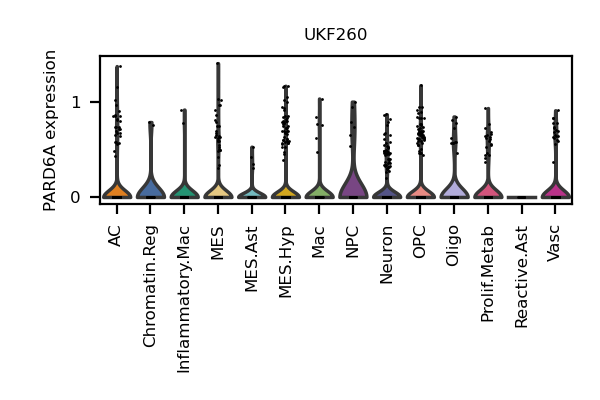 UKF260
PARD6A expression
1
0
AC
Chromatin.Reg
Inflammatory.Mac
MES
MES.Ast
MES.Hyp
Mac
NPC
Neuron
OPC
Oligo
Prolif.Metab
Reactive.Ast
Vasc